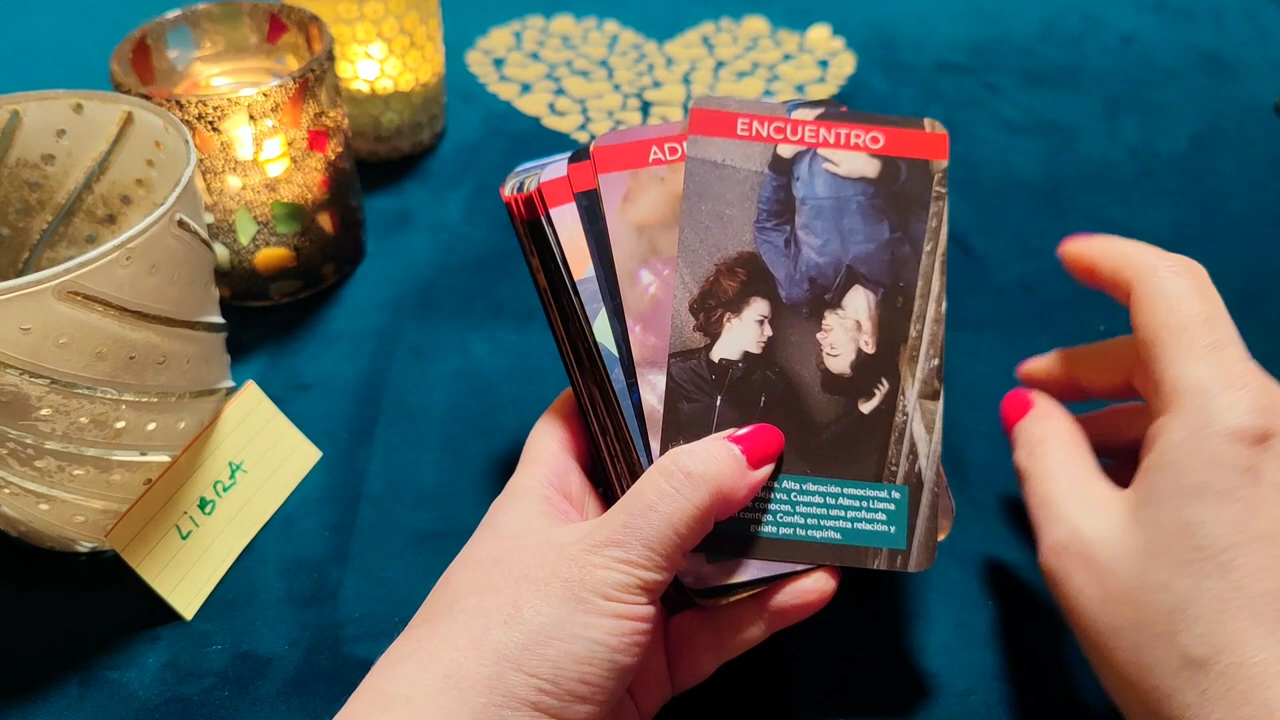 ENCUENTRO
AD
LIBRA
Alta vibración emocional, fe
deja vu. Cuando tu Alma o Llama
conocen, sienten una profunda
contigo. Confía en vuestra relación y
guíate por tu espíritu.